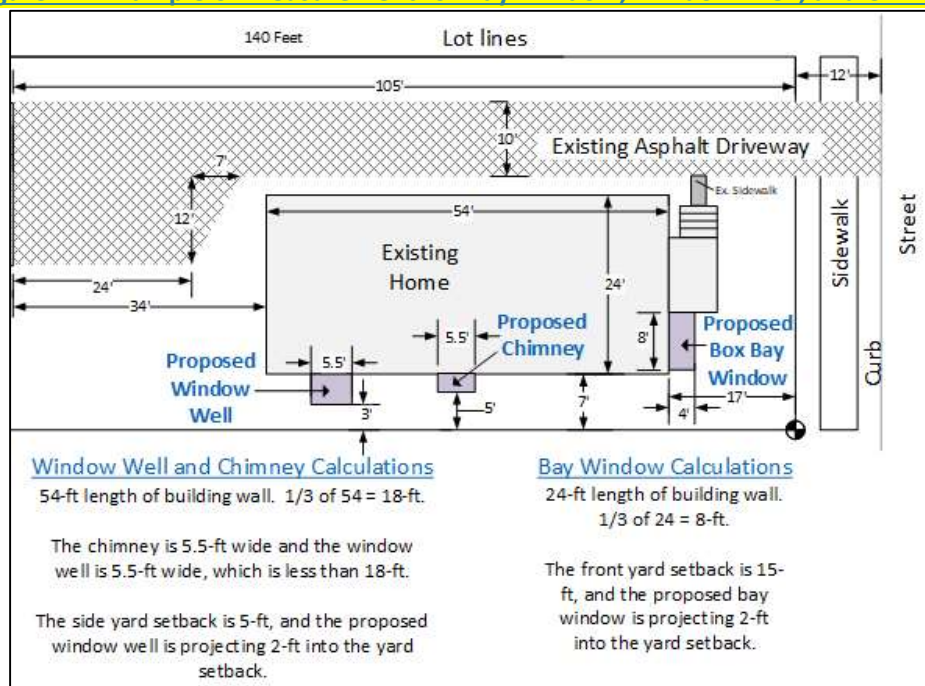 140 Feet
Lot lines
12'
105'
10'
Existing Asphalt Driveway
7'
Ex. Sidewalk
12'
54'
Existing
Home
24'
Sidewalk
Street
24'
34'
5.5'
Proposed
Chimney
8'
Proposed
Box Bay
Window
Proposed
Window
Well
5.5'
3'
5'
7'
17'
4'
Curb
Window Well and Chimney Calculations
54-ft length of building wall. 1/3 of 54 = 18-ft.
The chimney is 5.5-ft wide and the window
well is 5.5-ft wide, which is less than 18-ft.
The side yard setback is 5-ft, and the proposed
window well is projecting 2-ft into the yard
setback.
Bay Window Calculations
24-ft length of building wall.
1/3 of 24 = 8-ft.
The front yard setback is 15-
ft, and the proposed bay
window is projecting 2-ft
into the yard setback.